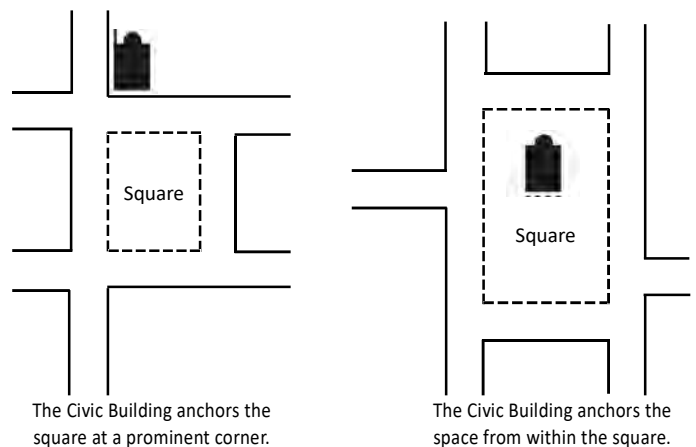 Square
Square
The Civic Building anchors the
square at a prominent corner.
The Civic Building anchors the
space from within the square.